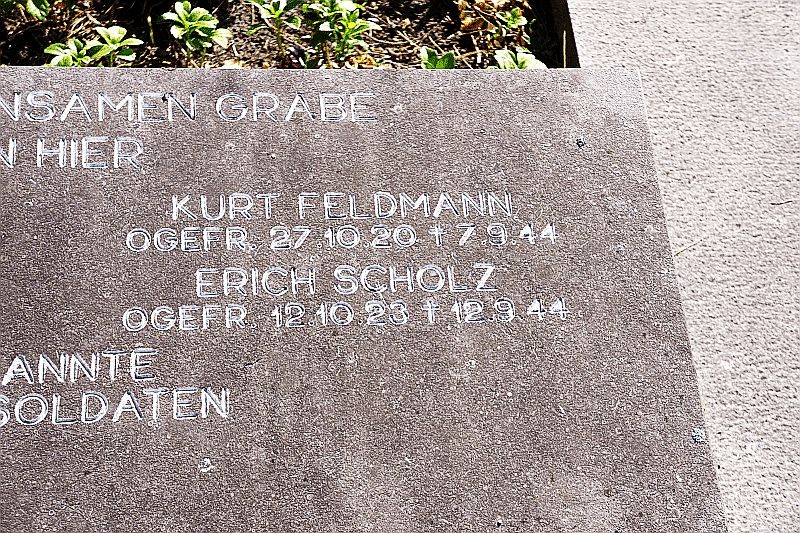 NSAMEN GRABE
N HIER
KURT FELDMANN
OGEFR. 27.10.20 † 7.9.44
ERICH SCHOLZ
OGEFR. 12.10.23 † 12.9.44
ANNTE
SOLDATEN